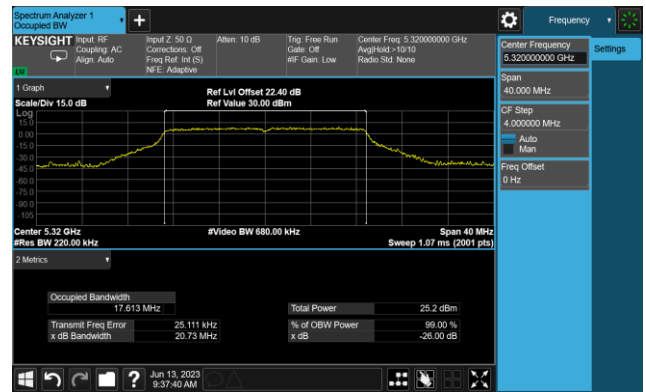 Spectrum Analyzer 1
Occupied BW
Frequency
KEYSIGHT
Input: RF
Coupling: AC
Align: Auto
Input Z: 50 Ω
Corrections: Off
Freq Ref: Int (S)
NFE: Adaptive
Atten: 10 dB
Trig: Free Run
Gate: Off
#IF Gain: Low
Center Freq: 5.320000000 GHz
Avg|Hold:>10/10
Radio Std: None
Center Frequency
5.320000000 GHz
Settings
Span
40.000 MHz
CF Step
4.000000 MHz
Auto
Man
Freq Offset
0 Hz
1 Graph
Ref Lvl Offset 22.40 dB
Scale/Div 15.0 dB
Ref Value 30.00 dBm
Log
15.0
0.00
-15.0
-30.0
-45.0
-60.0
-75.0
-90.0
-105
Center 5.32 GHz
#Video BW 680.00 kHz
Span 40 MHz
#Res BW 220.00 kHz
Sweep 1.07 ms (2001 pts)
2 Metrics
Occupied Bandwidth
17.613 MHz
Total Power
25.2 dBm
Transmit Freq Error
25.111 kHz
% of OBW Power
99.00 %
x dB Bandwidth
20.73 MHz
x dB
-26.00 dB
?
Jun 13, 2023
9:37:40 AM